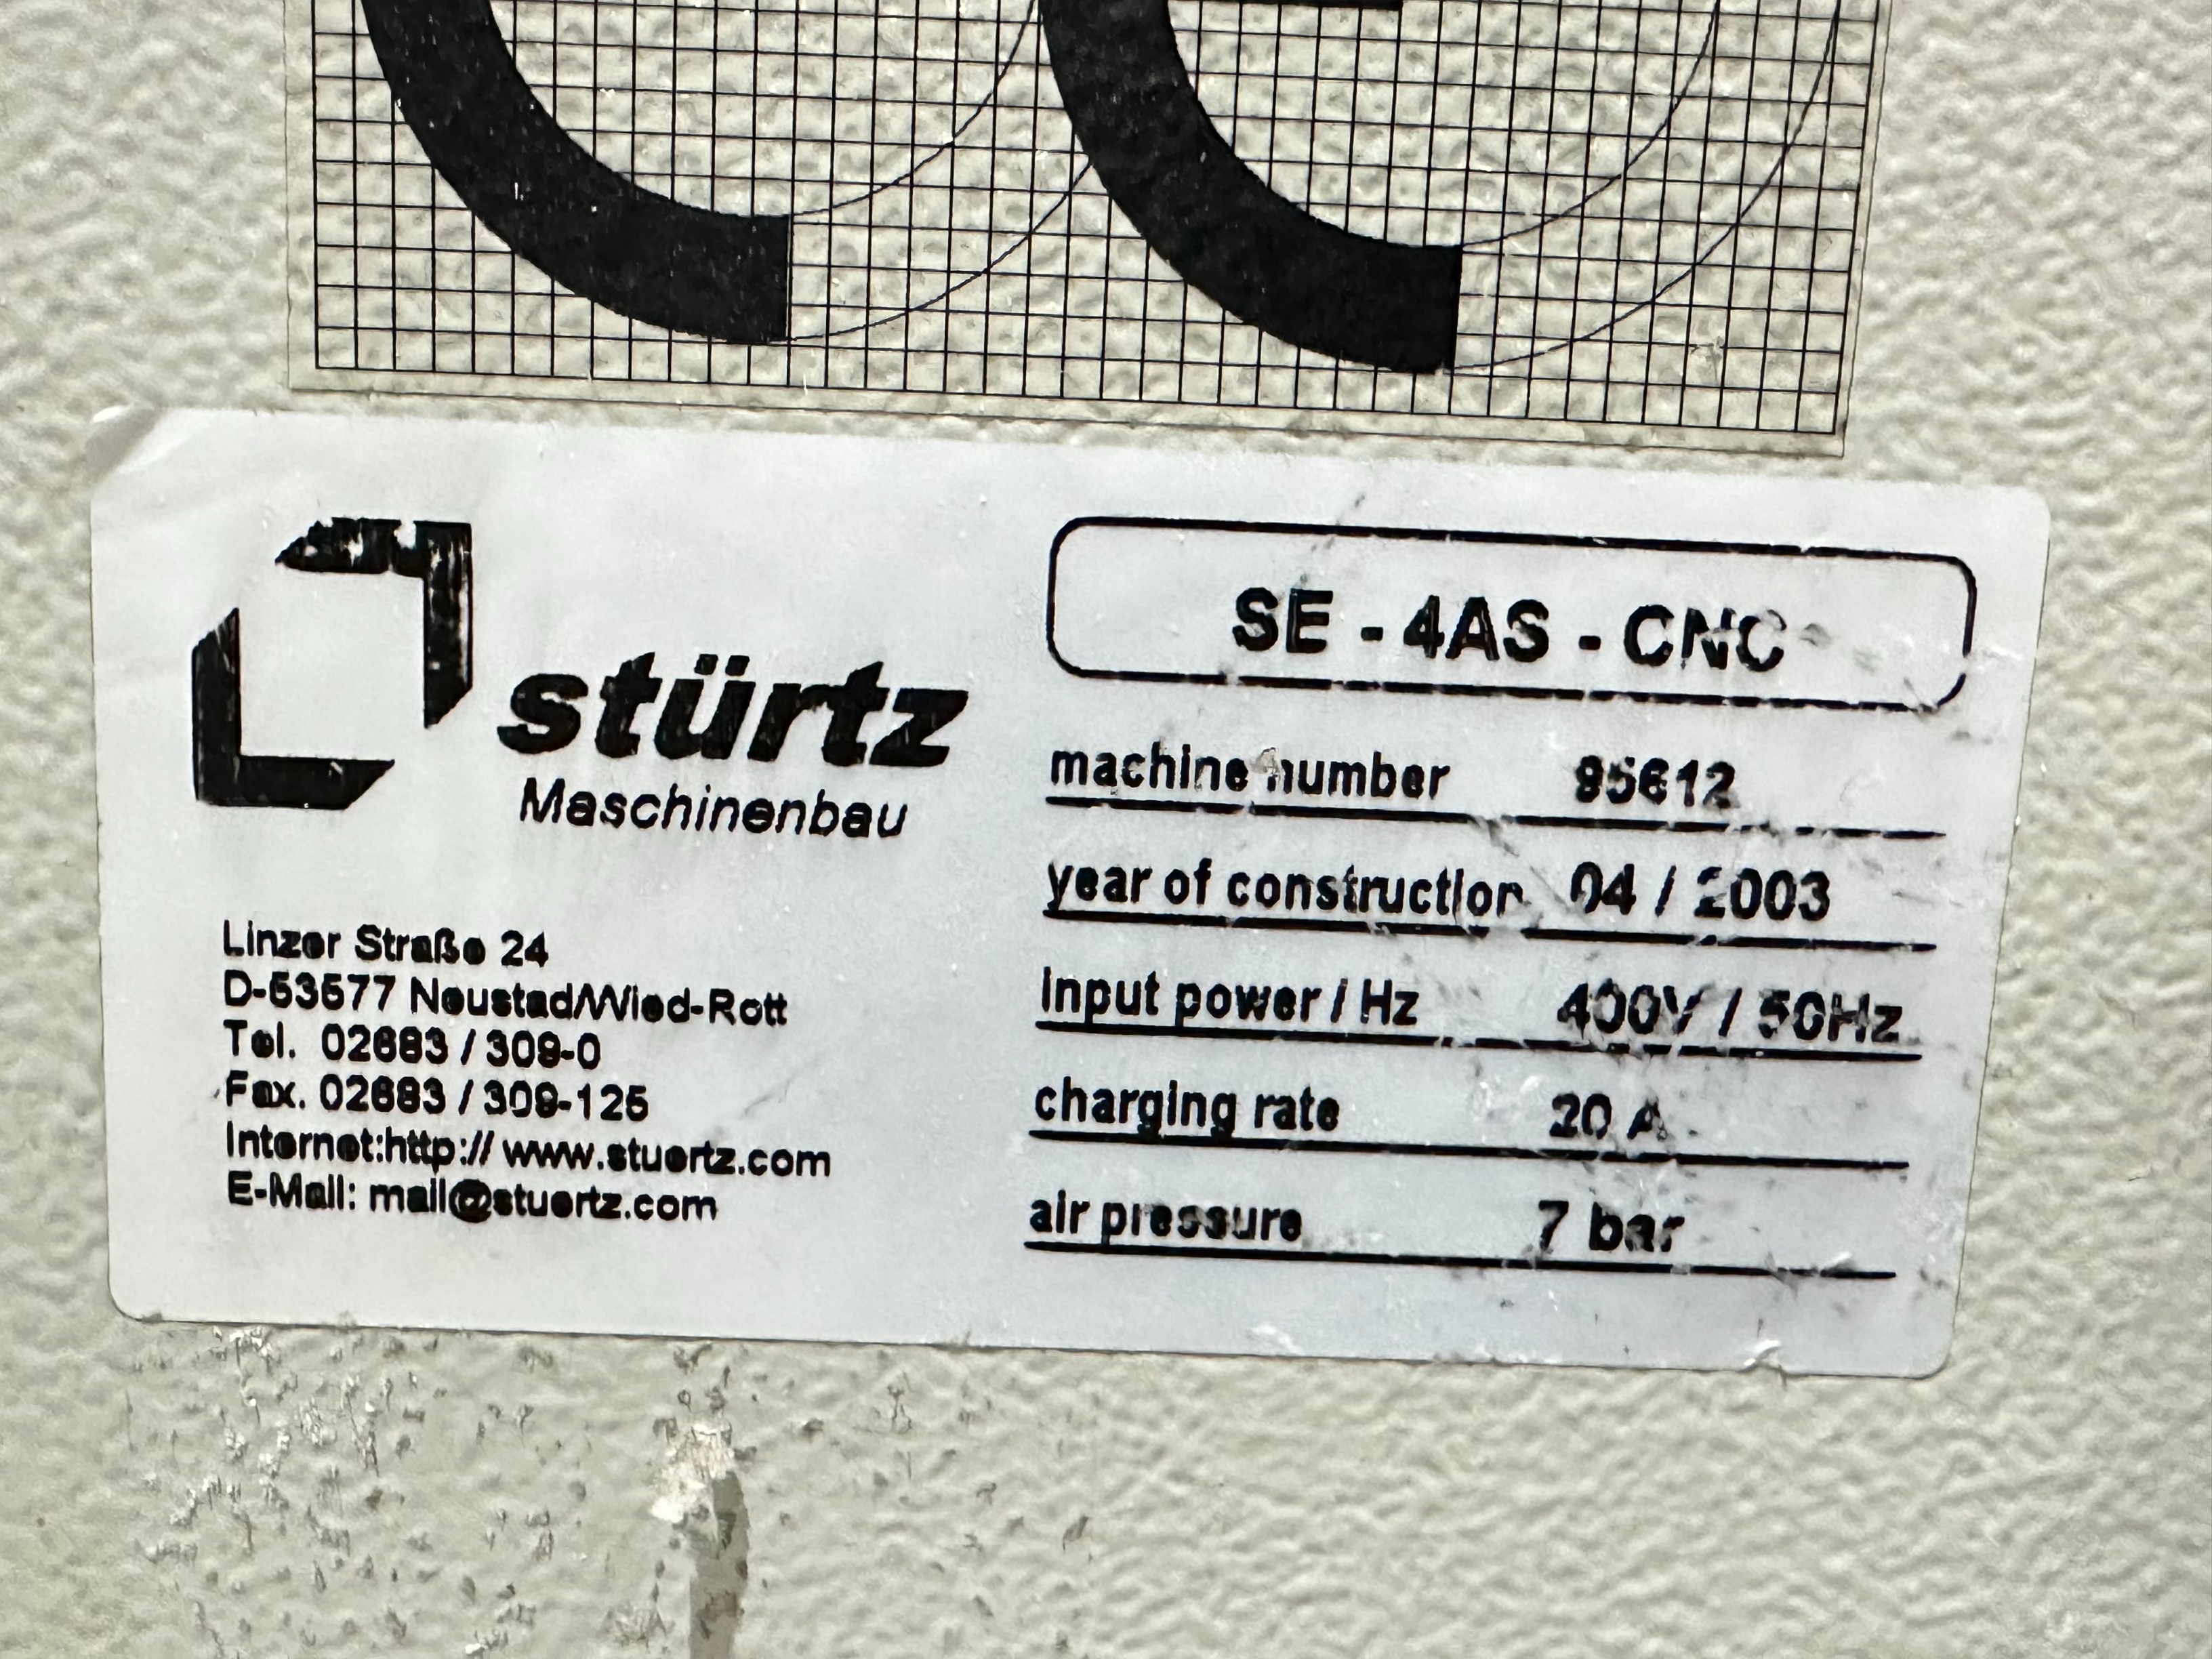 stürtz
Maschinenbau
Linzer Straße 24
D-53577 Neustad/Wied-Rott
Tel. 02683 / 309-0
Fax. 02683 / 309-125
Internet:http:// www.stuertz.com
E-Mail: mail@stuertz.com
SE - 4AS - CNC
machine number
year of construction 04 / 2003
input power / Hz 400V / 50Hz
charging rate 20 A
air pressure 7 bar